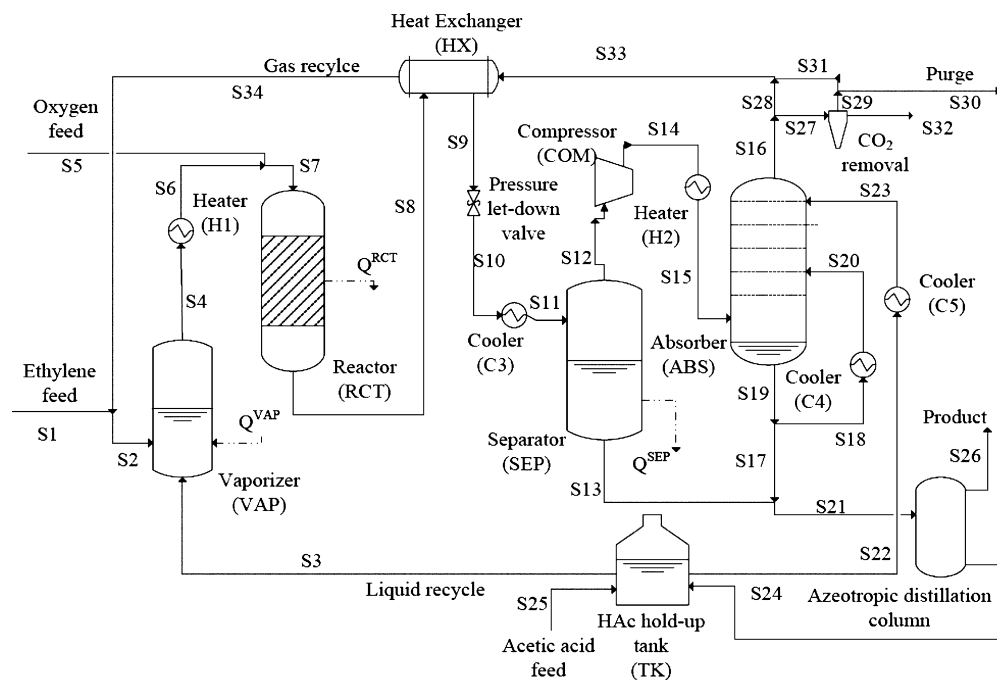 Heat Exchanger
(HX)
Gas recylce
S34
S33
S31
Purge
S30
Oxygen
feed
S5
S6
S7
S8
S9
Compressor
(COM)
S14
S28
S27
S29
S32
CO2
removal
Heater
(H1)
Pressure
let-down
valve
Heater
(H2)
S16
S23
S4
Q^RCT
S10
S12
S15
S20
Cooler
(C5)
S11
Cooler
(C3)
Reactor
(RCT)
Absorber
(ABS)
Cooler
(C4)
Ethylene
feed
S1
S2
Q^VAP
S19
S18
Product
S26
Separator
(SEP)
Q^SEP
S17
Vaporizer
(VAP)
S13
S21
S3
S22
Liquid recycle
S25
S24
Azeotropic distillation
column
HAc hold-up
tank
(TK)
Acetic acid
feed